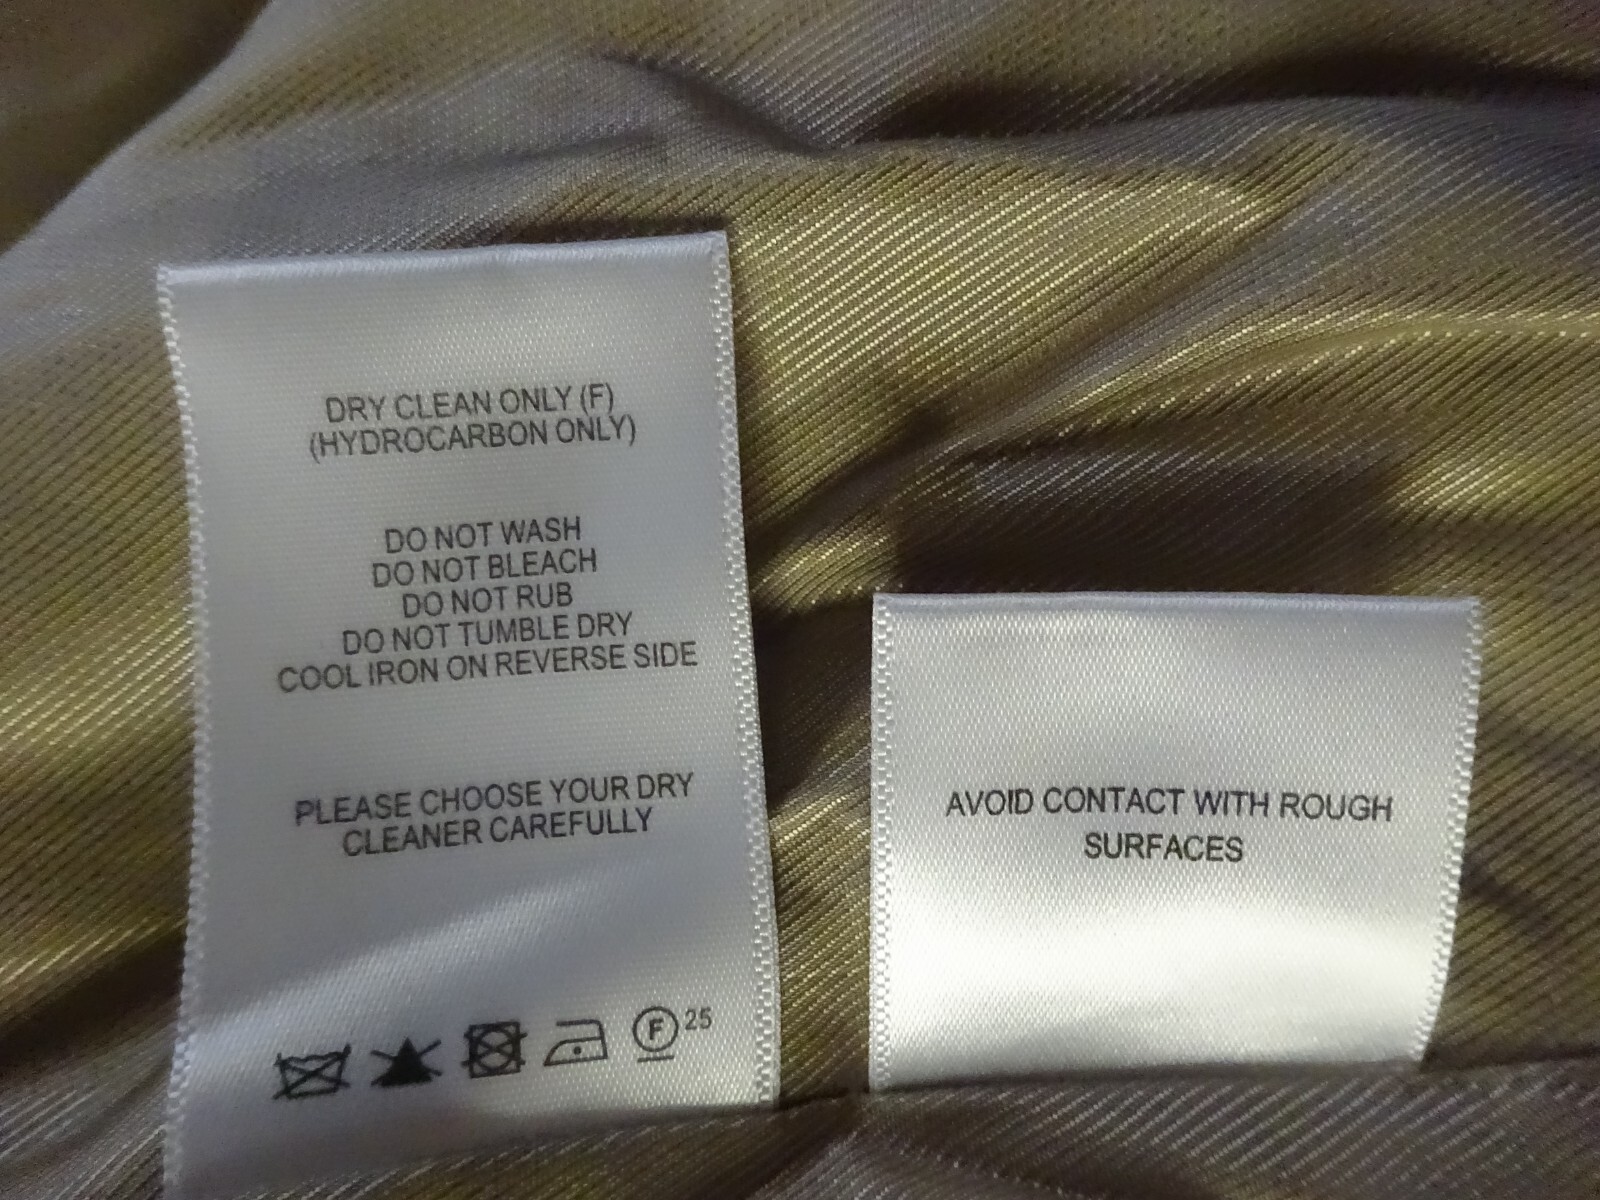 DRY CLEAN ONLY (F)
(HYDROCARBON ONLY)
DO NOT WASH
DO NOT BLEACH
DO NOT RUB
DO NOT TUMBLE DRY
COOL IRON ON REVERSE SIDE
PLEASE CHOOSE YOUR DRY
CLEANER CAREFULLY
F 25
AVOID CONTACT WITH ROUGH
SURFACES